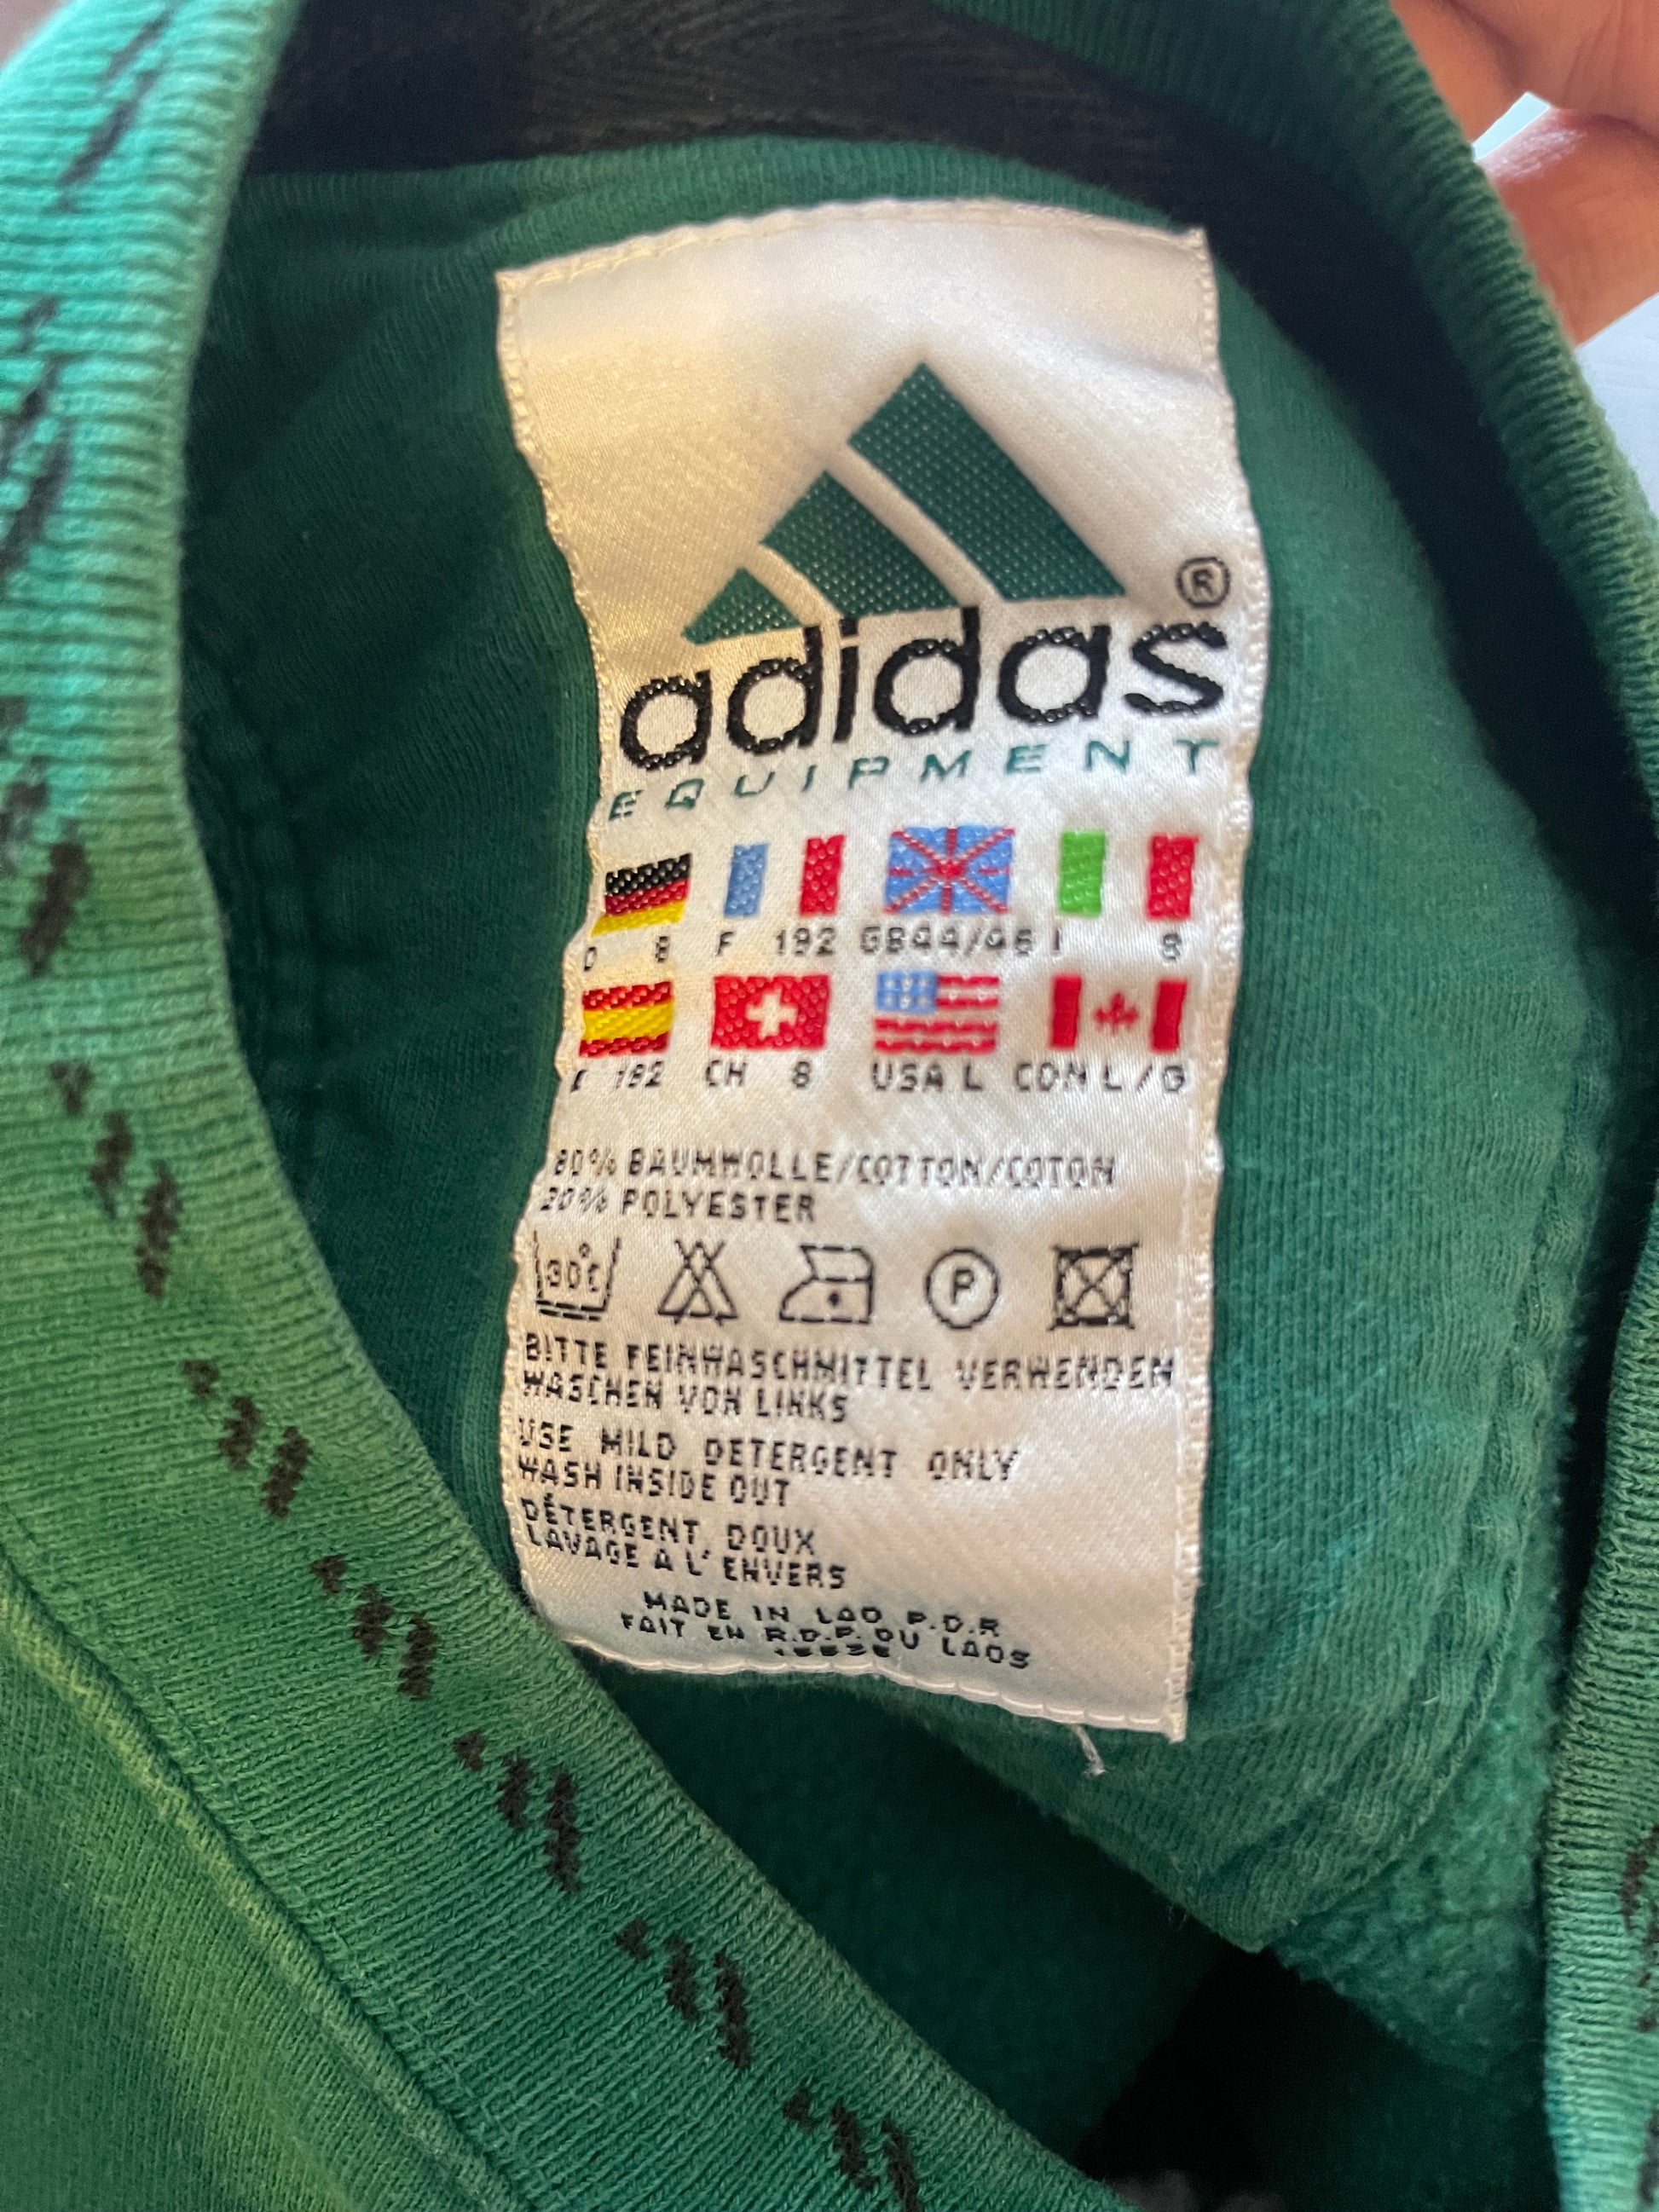 adidas®
EQUIPMENT
D 8 F 192 GB44/46 I 8
E 192 CH 8 USA L CDN L/G
80% BAUMWOLLE/COTTON/COTON
20% POLYESTER
30°C P
BITTE FEINWASCHMITTEL VERWENDEN
WASCHEN VON LINKS
USE MILD DETERGENT ONLY
WASH INSIDE OUT
DÉTERGENT, DOUX
LAVAGE A L' ENVERS
MADE IN LAO P.D.R
FAIT EN R.D.P. DU LAOS